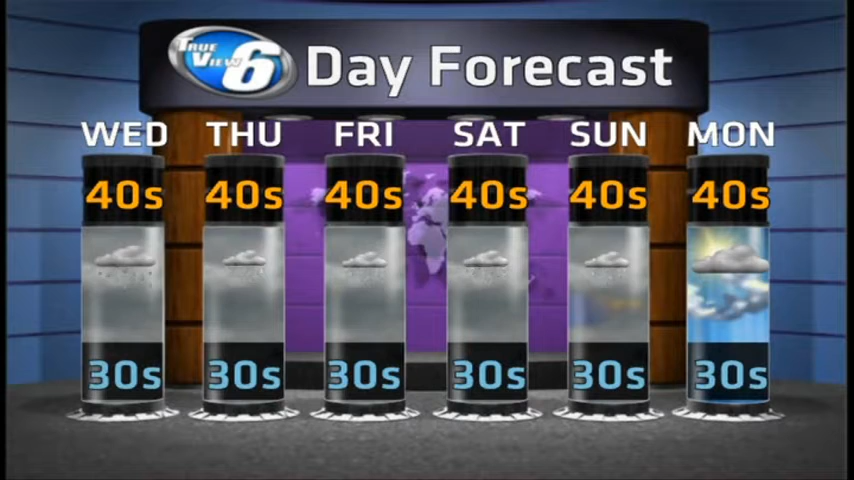 TRUE
VIEW 6 Day Forecast
WED THU FRI SAT SUN MON
40s 40s 40s 40s 40s 40s
30s 30s 30s 30s 30s 30s